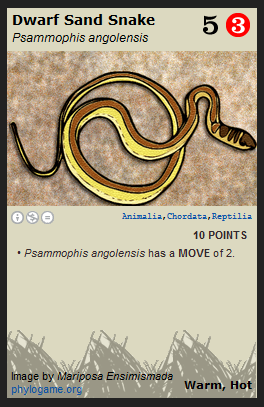 Dwarf Sand Snake
Psammophis angolensis
5 3
Animalia,Chordata,Reptilia
10 POINTS
• Psammophis angolensis has a MOVE of 2.
Image by Mariposa Ensimismada
phylogame.org
Warm, Hot